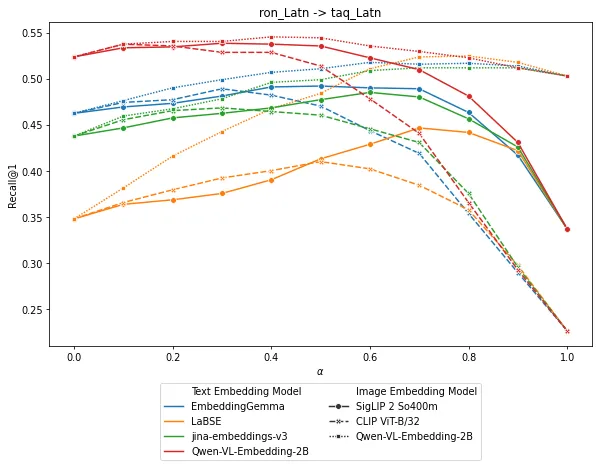 ron_Latn -> taq_Latn
0.55
0.50
0.45
0.40
0.35
0.30
0.25
Recall@1
0.0
0.2
0.4
0.6
0.8
1.0
α
Text Embedding Model
EmbeddingGemma
LaBSE
jina-embeddings-v3
Qwen-VL-Embedding-2B
Image Embedding Model
SigLIP 2 So400m
CLIP ViT-B/32
Qwen-VL-Embedding-2B